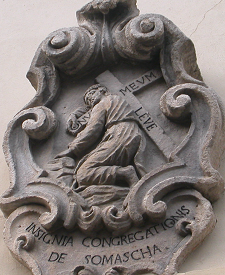 MEVM
LEVE
INSIGNIA CONGREGATIONIS
DE SOMASCHA.